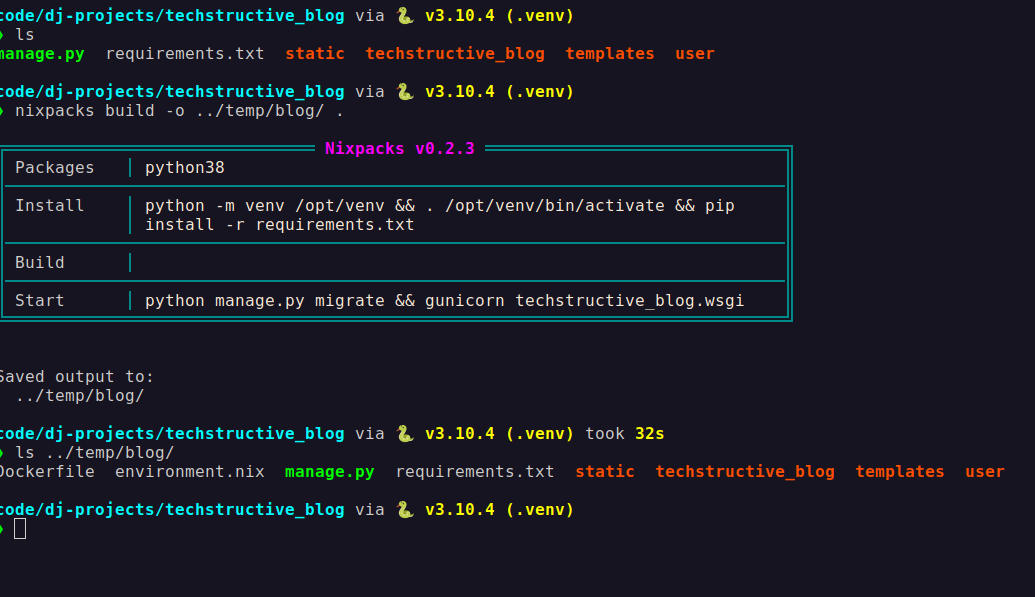 code/dj-projects/techstructive_blog via 🐍 v3.10.4 (.venv)
❯ ls
manage.py requirements.txt static techstructive_blog templates user
code/dj-projects/techstructive_blog via 🐍 v3.10.4 (.venv)
❯ nixpacks build -o ../temp/blog/ .
Nixpacks v0.2.3
Packages │ python38
Install │ python -m venv /opt/venv && . /opt/venv/bin/activate && pip
│ install -r requirements.txt
Build │
Start │ python manage.py migrate && gunicorn techstructive_blog.wsgi
Saved output to:
../temp/blog/
code/dj-projects/techstructive_blog via 🐍 v3.10.4 (.venv) took 32s
❯ ls ../temp/blog/
Dockerfile environment.nix manage.py requirements.txt static techstructive_blog templates user
code/dj-projects/techstructive_blog via 🐍 v3.10.4 (.venv)
❯